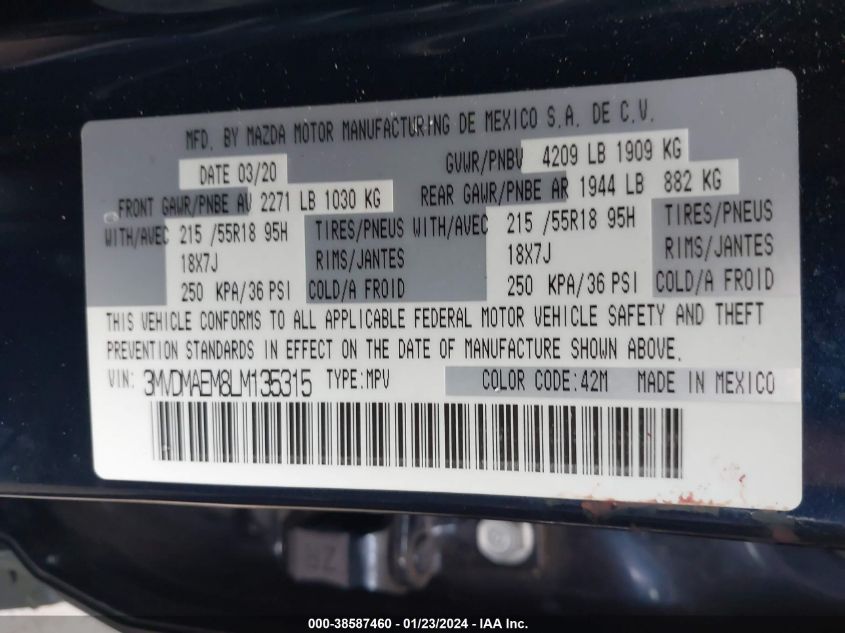 MFD. BY MAZDA MOTOR MANUFACTURING DE MEXICO S.A. DE C.V.
DATE 03/20 GVWR/PNBV 4209 LB 1909 KG
FRONT GAWR/PNBE AV 2271 LB 1030 KG REAR GAWR/PNBE AR 1944 LB 882 KG
WITH/AVEC 215 /55R18 95H TIRES/PNEUS WITH/AVEC 215 /55R18 95H TIRES/PNEUS
18X7J RIMS/JANTES 18X7J RIMS/JANTES
250 KPA/36 PSI COLD/A FROID 250 KPA/36 PSI COLD/A FROID
THIS VEHICLE CONFORMS TO ALL APPLICABLE FEDERAL MOTOR VEHICLE SAFETY AND THEFT
PREVENTION STANDARDS IN EFFECT ON THE DATE OF MANUFACTURE SHOWN ABOVE.
VIN: 3MVDMAEM8LM135315 TYPE:MPV COLOR CODE:42M MADE IN MEXICO
000-38587460 - 01/23/2024 - IAA Inc.